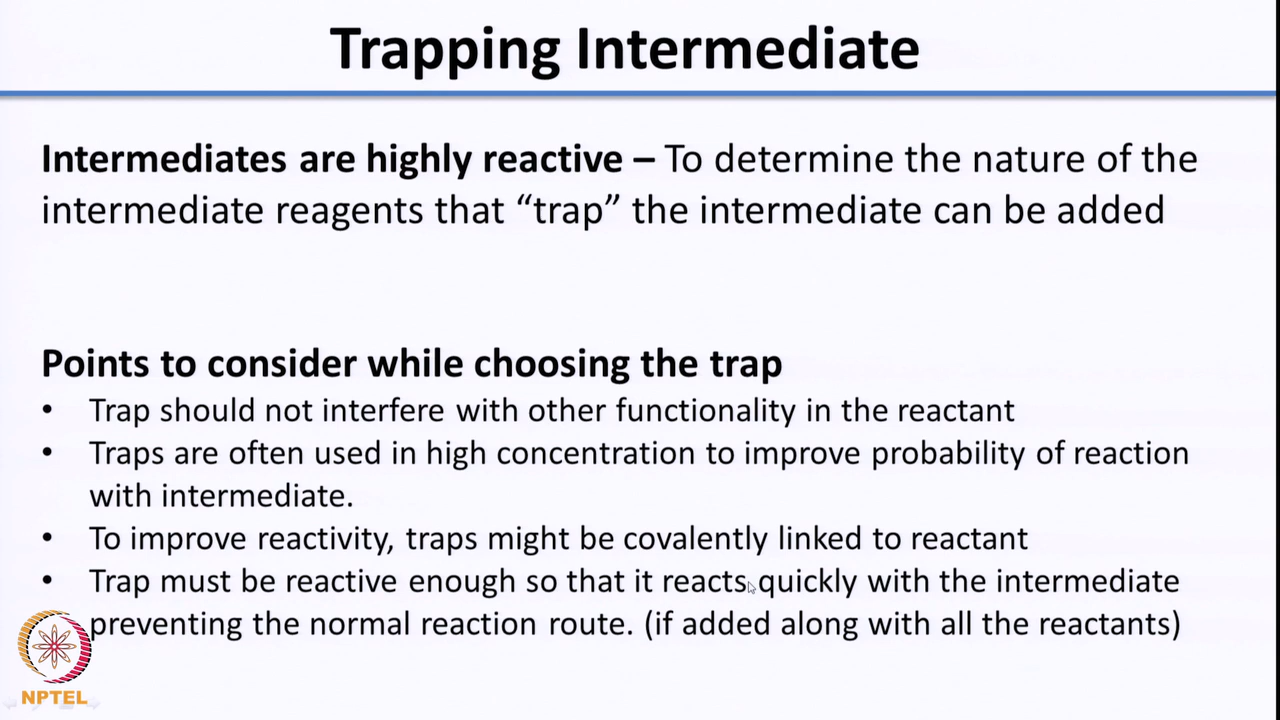 Trapping Intermediate
Intermediates are highly reactive – To determine the nature of the
intermediate reagents that “trap” the intermediate can be added
Points to consider while choosing the trap
• Trap should not interfere with other functionality in the reactant
• Traps are often used in high concentration to improve probability of reaction
with intermediate.
• To improve reactivity, traps might be covalently linked to reactant
• Trap must be reactive enough so that it reacts quickly with the intermediate
preventing the normal reaction route. (if added along with all the reactants)
NPTEL